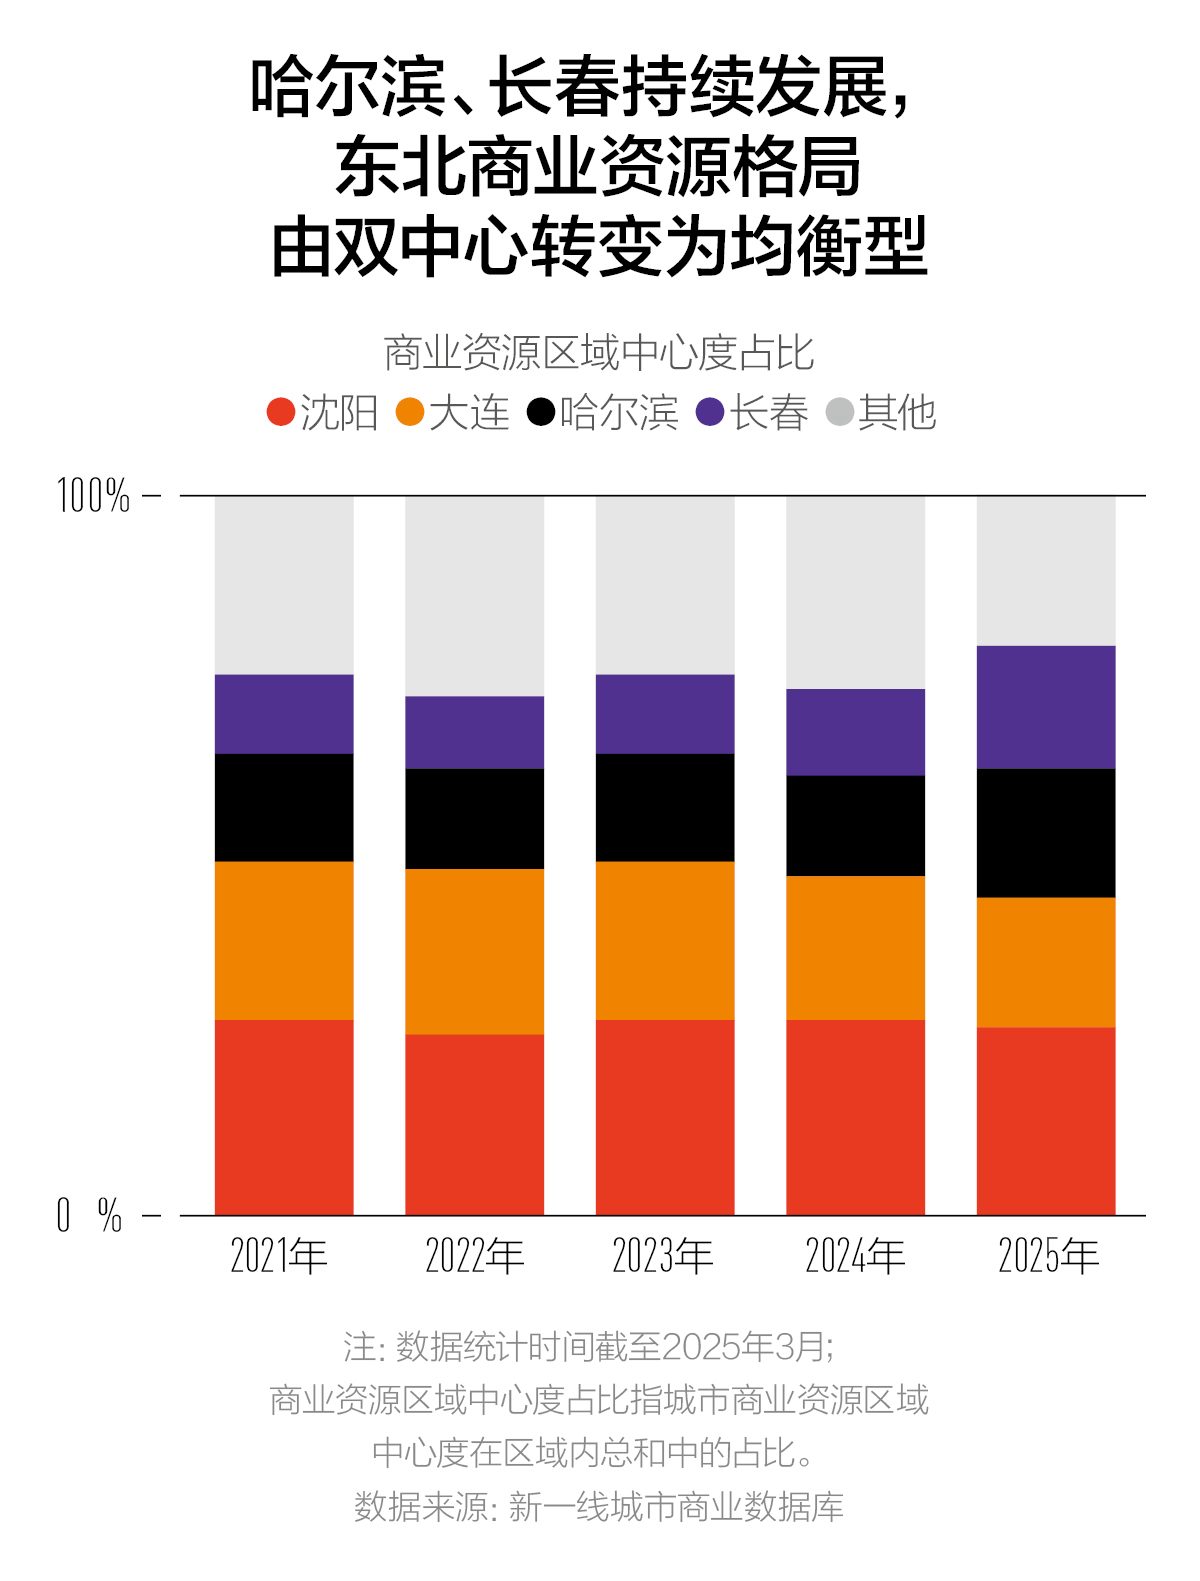 哈尔滨、长春持续发展，
东北商业资源格局
由双中心转变为均衡型
商业资源区域中心度占比
沈阳 大连 哈尔滨 长春 其他
100%
0 %
2021年 2022年 2023年 2024年 2025年
注：数据统计时间截至2025年3月；
商业资源区域中心度占比指城市商业资源区域
中心度在区域内总和中的占比。
数据来源：新一线城市商业数据库